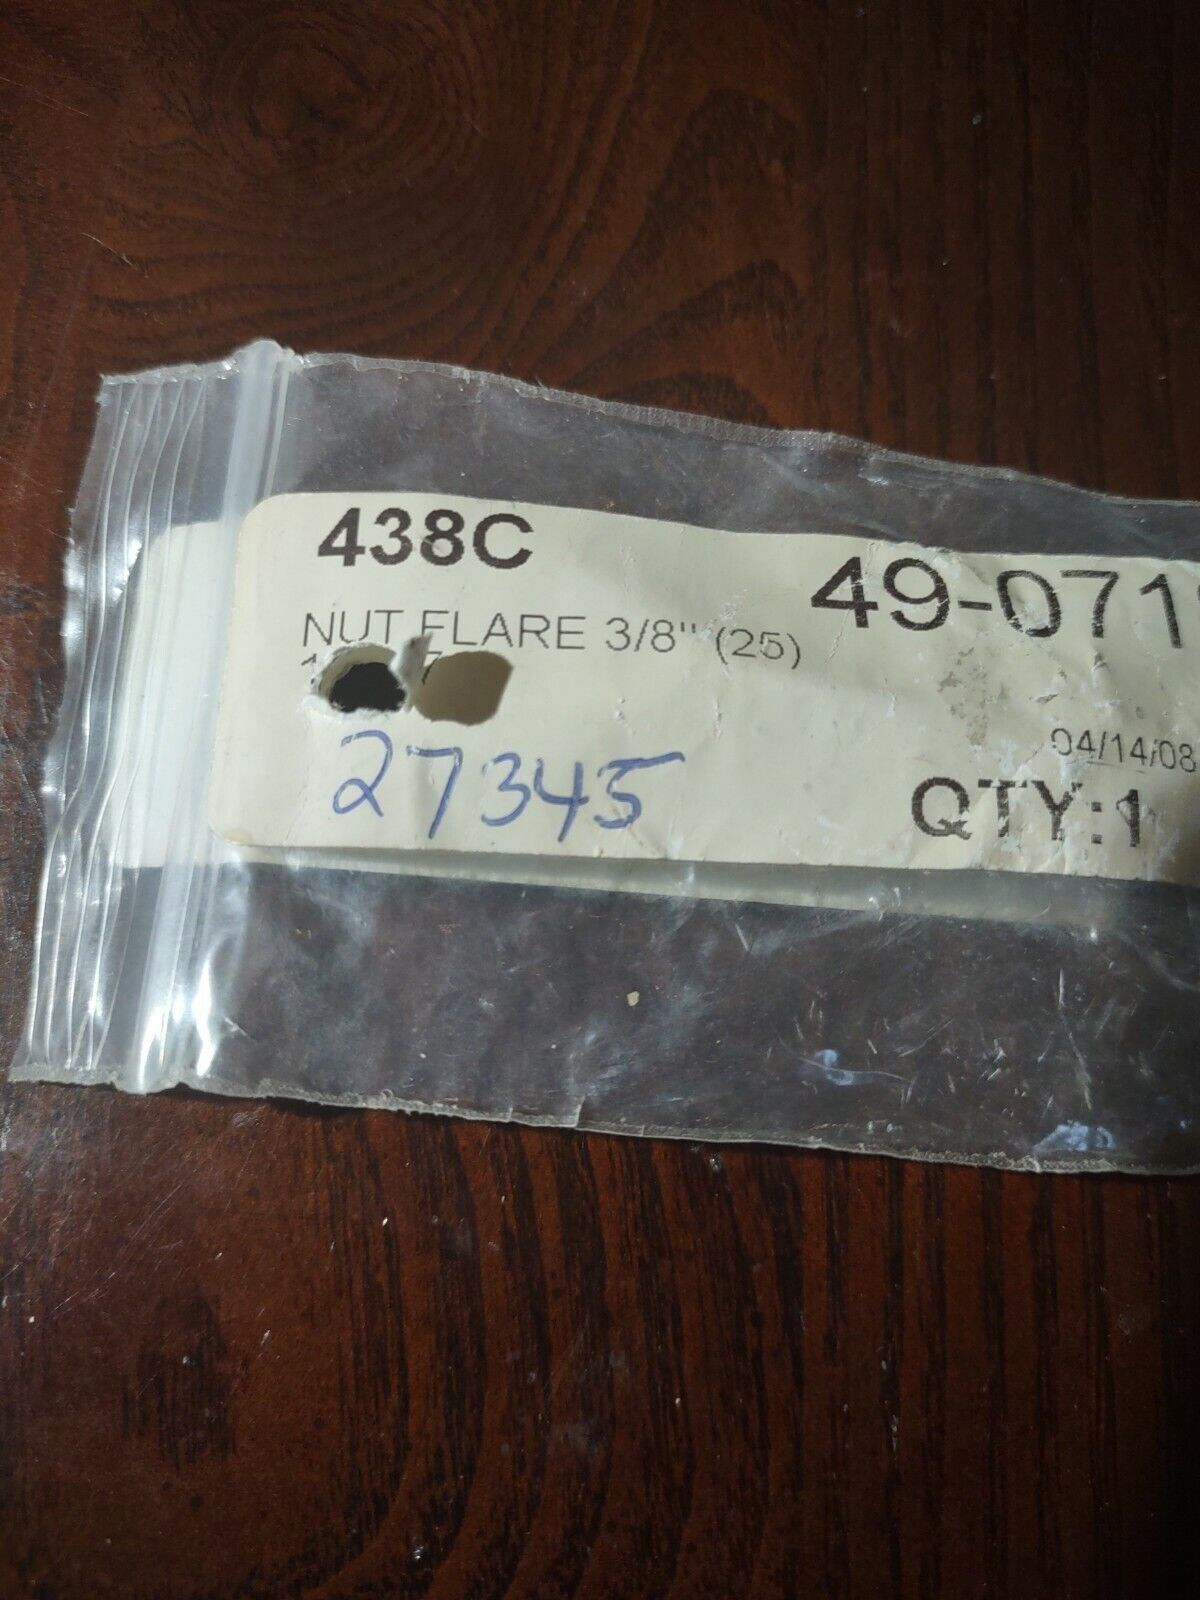 438C
49-071
NUT FLARE 3/8" (25)
04/14/08
27345
QTY:1